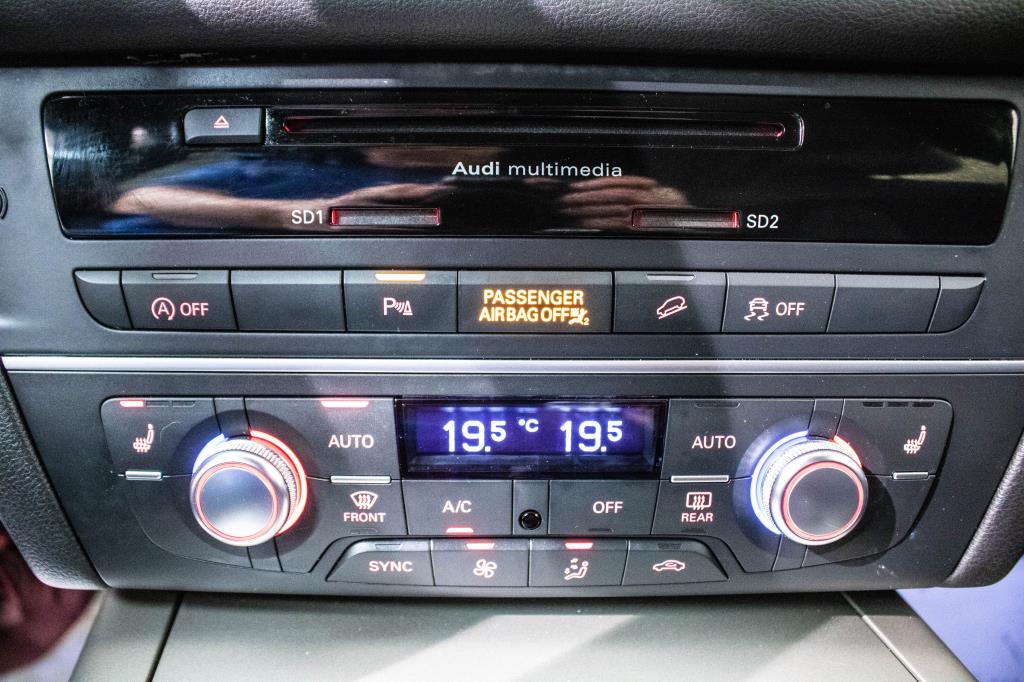 Audi multimedia
SD1
SD2
A OFF
P
PASSENGER
AIRBAG OFF 2
OFF
AUTO
19.5 °C 19.5
AUTO
FRONT
A/C
OFF
REAR
SYNC